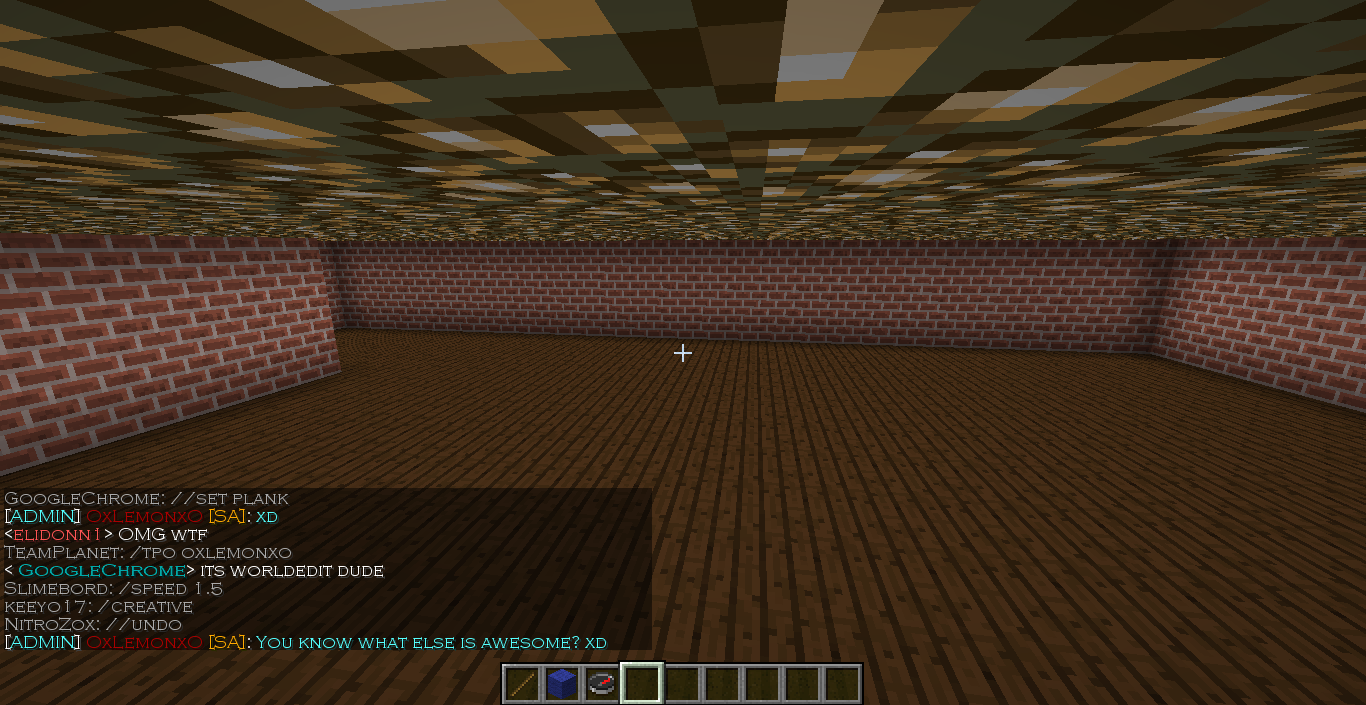 GoogleChrome: //set plank
[ADMIN] OxLemonxO [SA]: xD
<elidonn1> OMG wtf
TeamPlanet: /tpo oxlemonxo
< GoogleChrome> its worldedit dude
Slimebord: /speed 1.5
keeyo17: /creative
NitroZox: //undo
[ADMIN] OxLemonxO [SA]: You know what else is awesome? xD